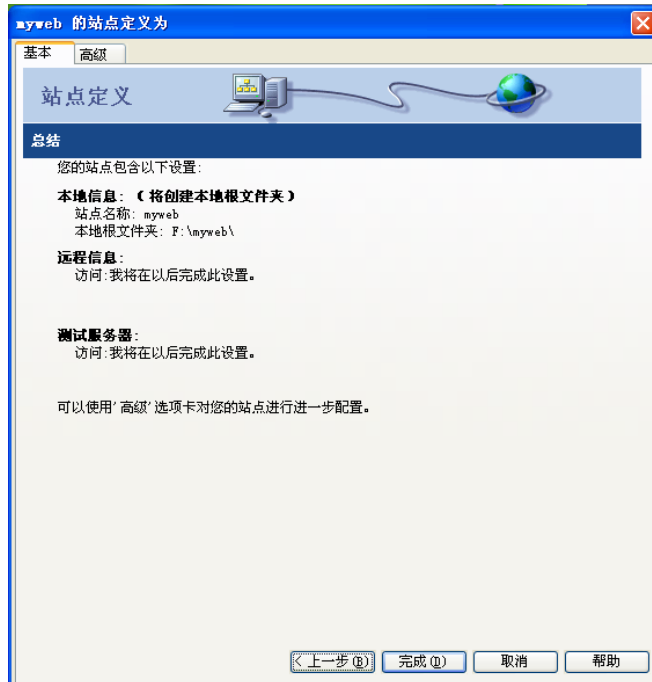 myweb 的站点定义为
基本 高级
站点定义
总结
您的站点包含以下设置:
本地信息: (将创建本地根文件夹)
站点名称: myweb
本地根文件夹: F:\myweb\
远程信息:
访问:我将在以后完成此设置。
测试服务器:
访问:我将在以后完成此设置。
可以使用'高级'选项卡对您的站点进行进一步配置。
< 上一步(B) 完成(D) 取消 帮助